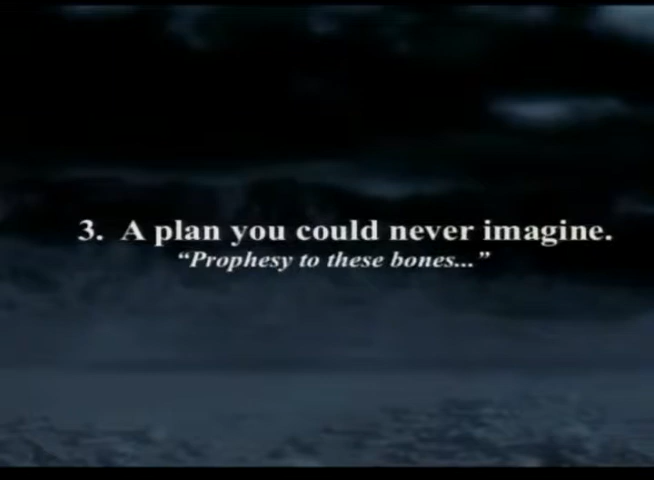 3. A plan you could never imagine.
“Prophesy to these bones...”